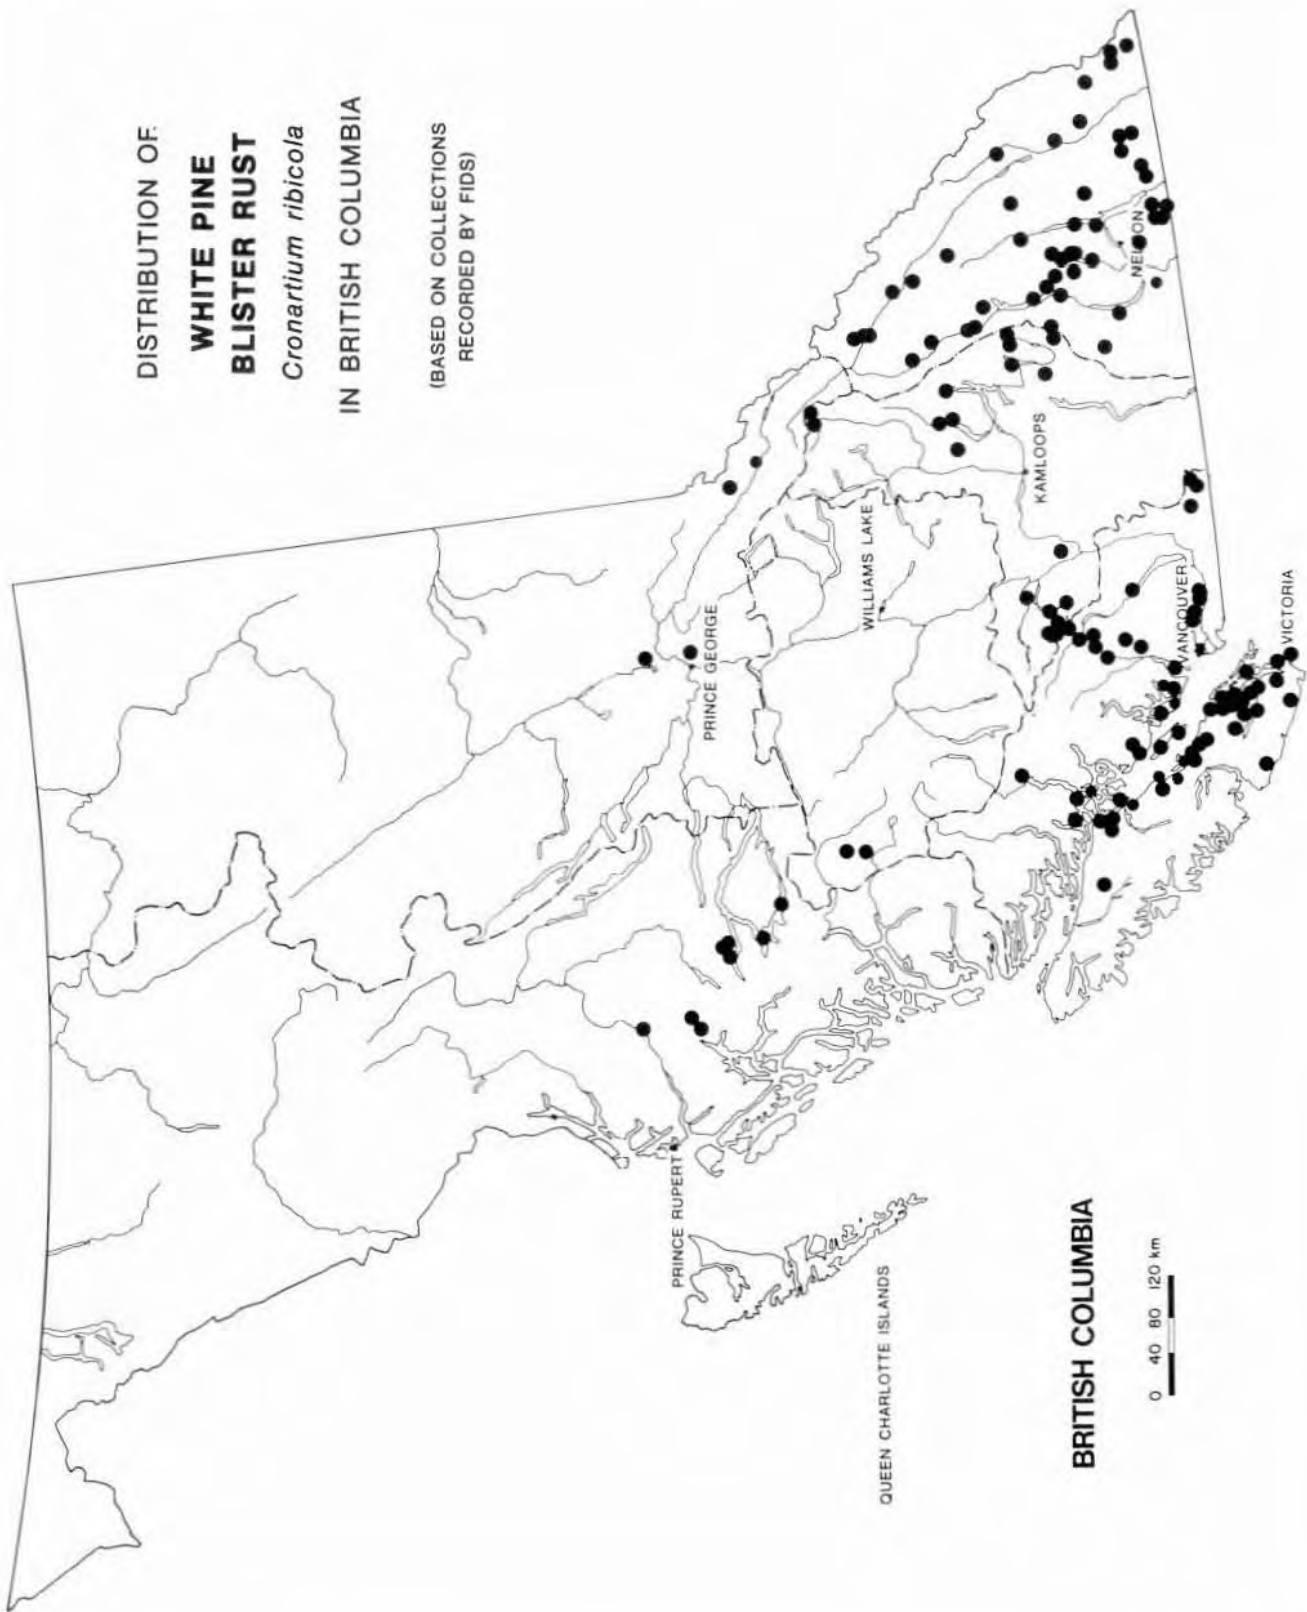 DISTRIBUTION OF:
WHITE PINE
BLISTER RUST
Cronartium ribicola
IN BRITISH COLUMBIA
(BASED ON COLLECTIONS
RECORDED BY FIDS)
PRINCE GEORGE
PRINCE RUPERT
WILLIAMS LAKE
QUEEN CHARLOTTE ISLANDS
KAMLOOPS
NELSON
VANCOUVER
VICTORIA
BRITISH COLUMBIA
0 40 80 120 km